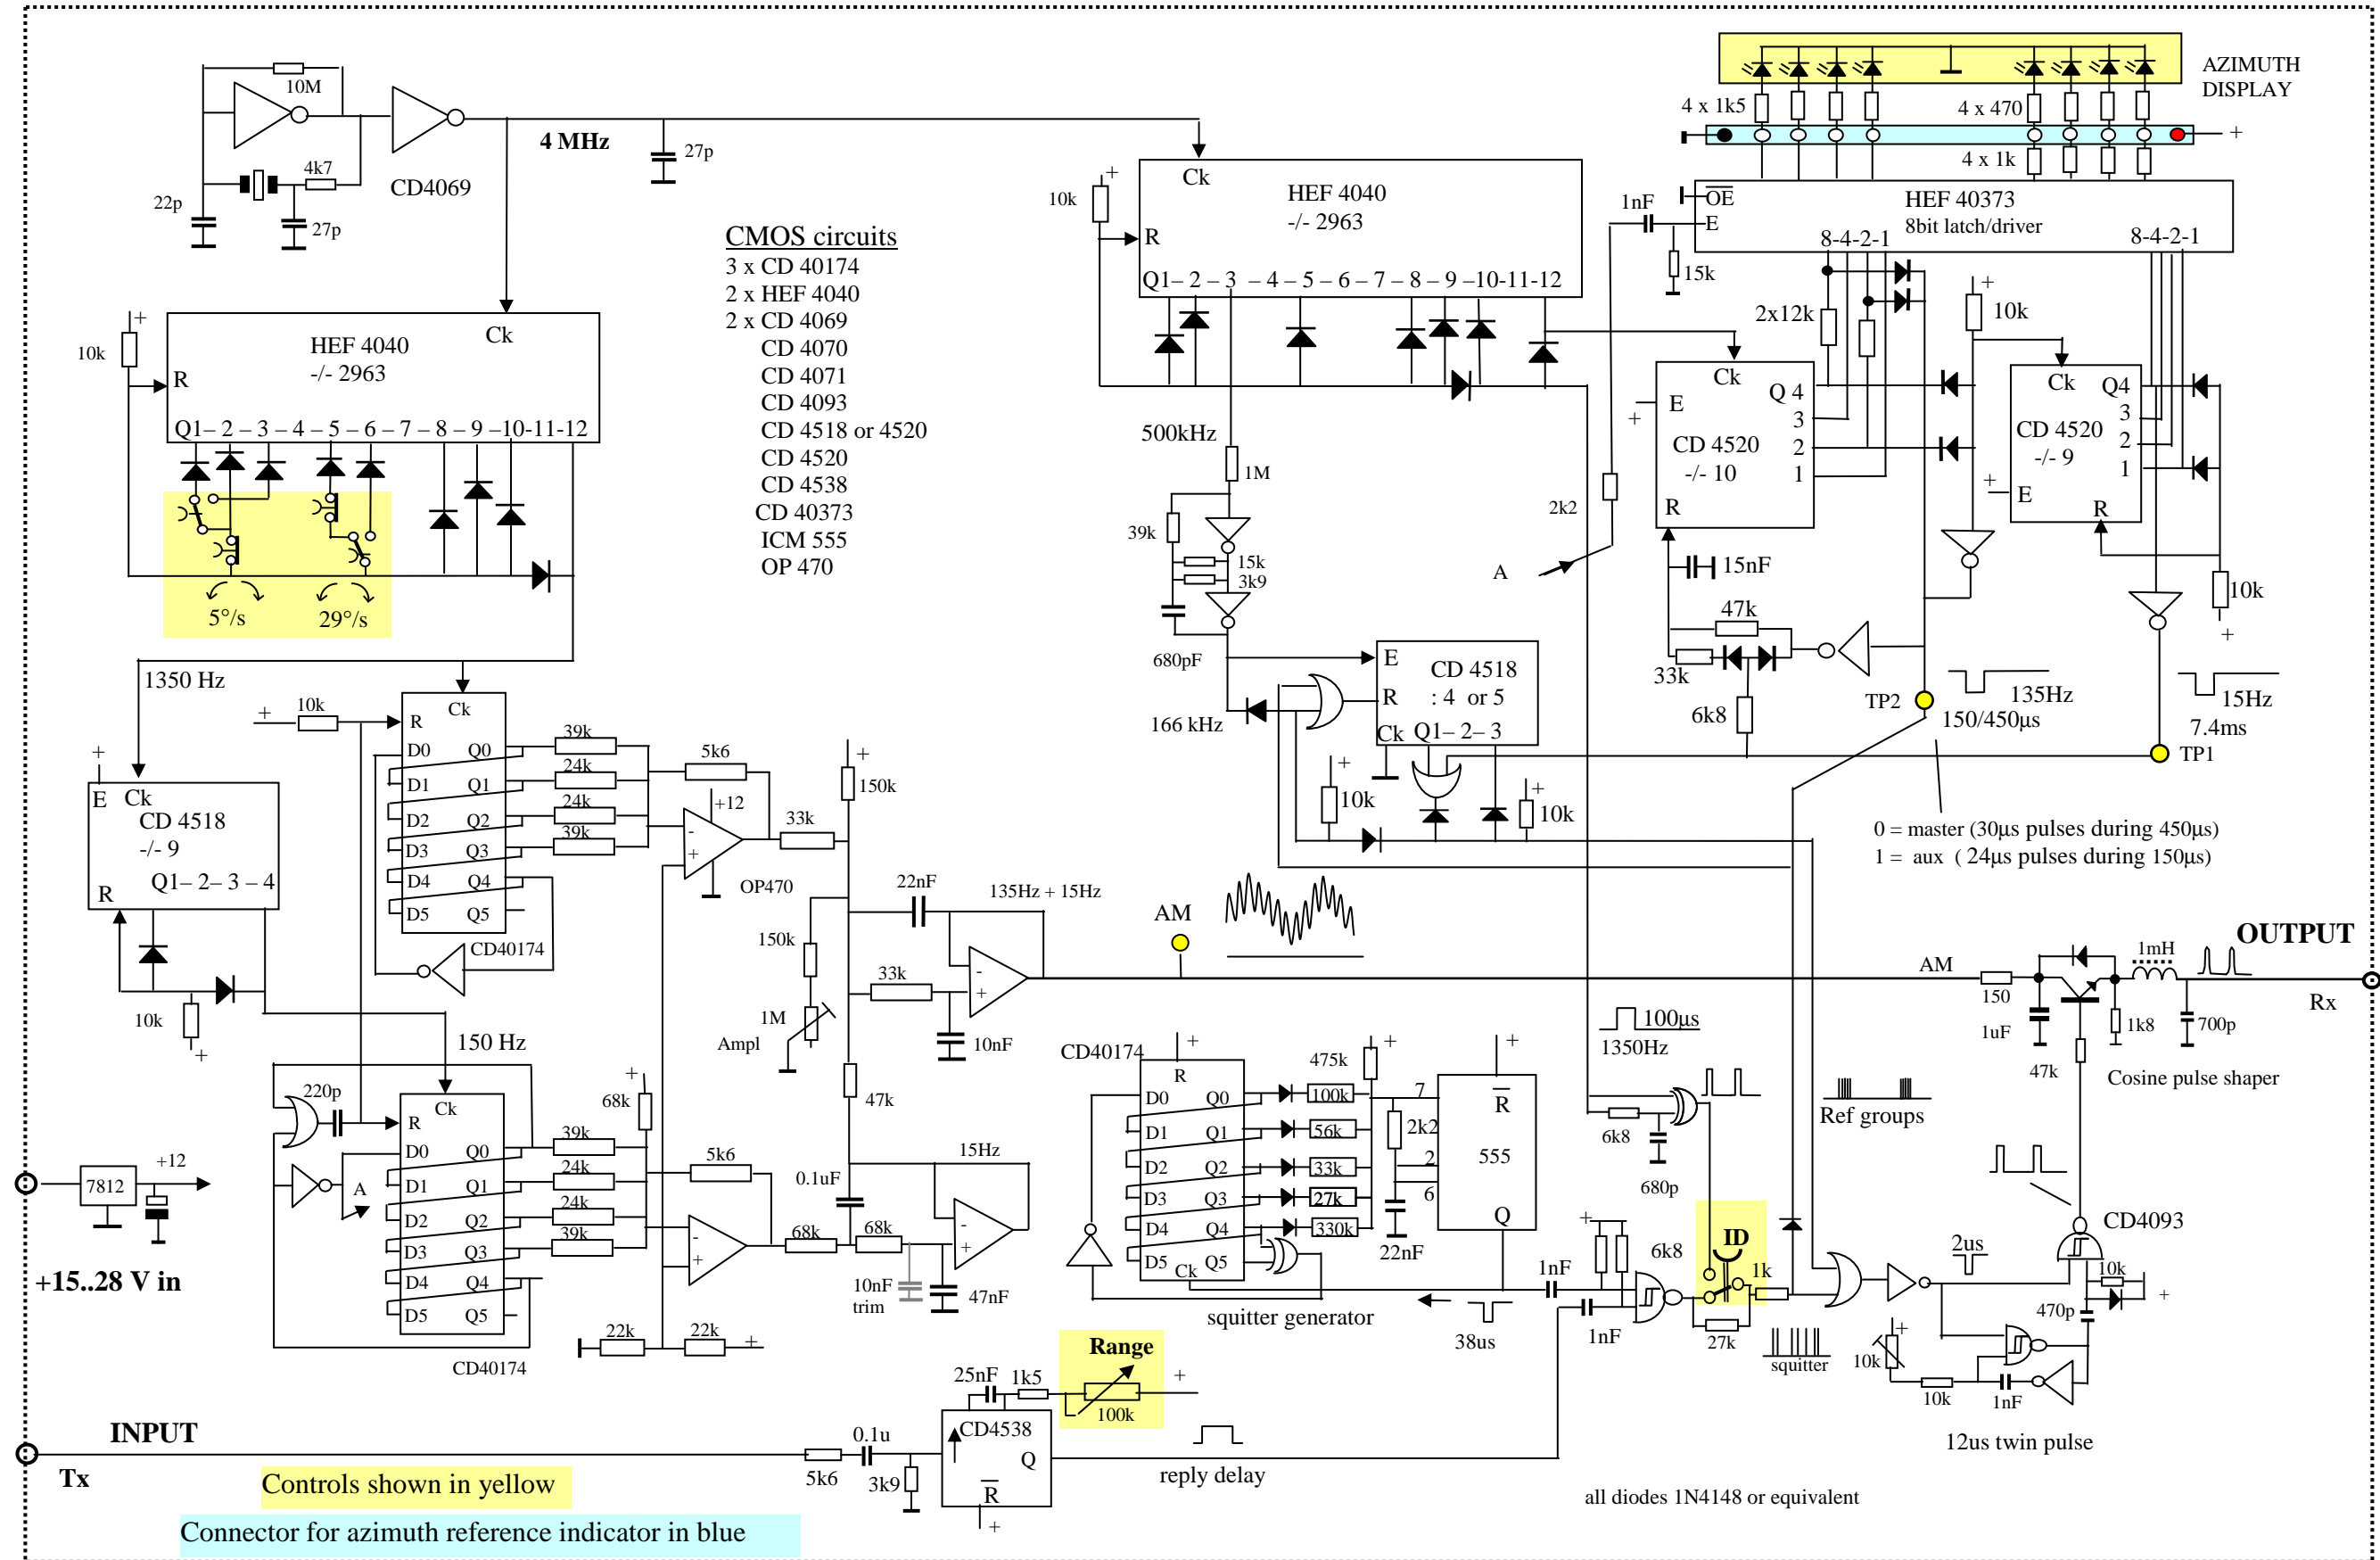 10M
4k7
22p
27p
CD4069
4 MHz
27p
CMOS circuits
3 x CD 40174
2 x HEF 4040
2 x CD 4069
CD 4070
CD 4071
CD 4093
CD 4518 or 4520
CD 4520
CD 4538
CD 40373
ICM 555
OP 470
+
10k
Ck
HEF 4040
-/- 2963
R
Q1– 2 – 3 – 4 – 5 – 6 – 7 – 8 – 9 –10-11-12
5°/s
29°/s
+
10k
Ck
HEF 4040
-/- 2963
R
Q1– 2 – 3 – 4 – 5 – 6 – 7 – 8 – 9 –10-11-12
AZIMUTH
DISPLAY
4 x 1k5
4 x 470
+
4 x 1k
1nF
OE
E
HEF 40373
8bit latch/driver
8-4-2-1
8-4-2-1
15k
2x12k
+
10k
Ck
E
+
Q 4
3
CD 4520
2
-/- 10
1
R
Ck
Q4
3
CD 4520
2
-/- 9
1
+
E
R
10k
+
15nF
47k
33k
6k8
TP2
135Hz
150/450µs
15Hz
7.4ms
TP1
0 = master (30µs pulses during 450µs)
1 = aux ( 24µs pulses during 150µs)
500kHz
1M
39k
15k
3k9
680pF
166 kHz
2k2
A
E
CD 4518
: 4 or 5
R
Ck Q1– 2– 3
+
10k
+
10k
1350 Hz
+
E Ck
CD 4518
-/- 9
Q1– 2– 3 – 4
R
10k
+
150 Hz
+
10k
Ck
R
D0 Q0
D1 Q1
D2 Q2
D3 Q3
D4 Q4
D5 Q5
CD40174
39k
24k
24k
39k
5k6
+12
-
+
OP470
33k
+
150k
150k
1M
Ampl
22nF
135Hz + 15Hz
33k
-
+
10nF
47k
AM
AM
150
1uF
1mH
1k8
700p
47k
OUTPUT
Rx
Cosine pulse shaper
220p
Ck
R
D0 Q0
D1 Q1
D2 Q2
D3 Q3
D4 Q4
D5 Q5
CD40174
A
+
68k
39k
24k
24k
39k
5k6
-
+
68k
0.1uF
68k
15Hz
-
+
10nF
trim
47nF
22k
22k
+
7812
+12
+15..28 V in
CD40174
+
R
D0 Q0
D1 Q1
D2 Q2
D3 Q3
D4 Q4
D5 Q5
Ck
squitter generator
475k
+
100k
56k
33k
27k
330k
2k2
22nF
+
7
R
555
2
6
Q
38us
100µs
1350Hz
6k8
680p
Ref groups
1nF
1nF
+
6k8
ID
1k
27k
squitter
2us
CD4093
10k
+
470p
+
10k
10k
1nF
12us twin pulse
Range
+
100k
25nF
1k5
CD4538
Q
R
+
0.1u
5k6
3k9
reply delay
INPUT
Tx
Controls shown in yellow
Connector for azimuth reference indicator in blue
all diodes 1N4148 or equivalent